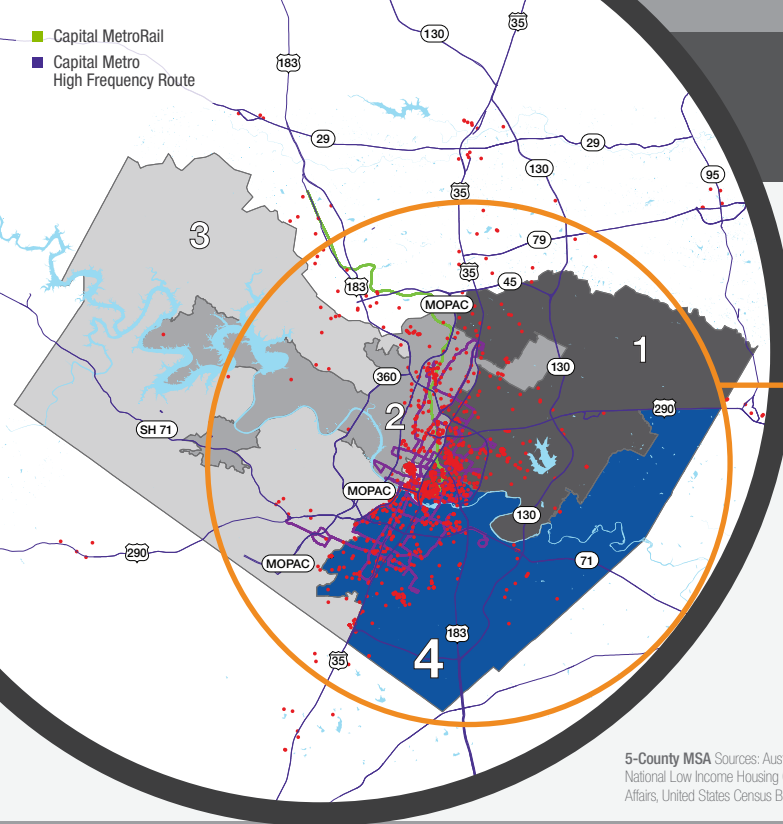 Capital MetroRail
Capital Metro
High Frequency Route
35
130
183
29
29
130
95
35
79
35
45
183
MOPAC
3
1
130
360
290
2
SH 71
MOPAC
130
290
71
MOPAC
183
4
35
5-County MSA Sources: Aus
National Low Income Housing
Affairs, United States Census B